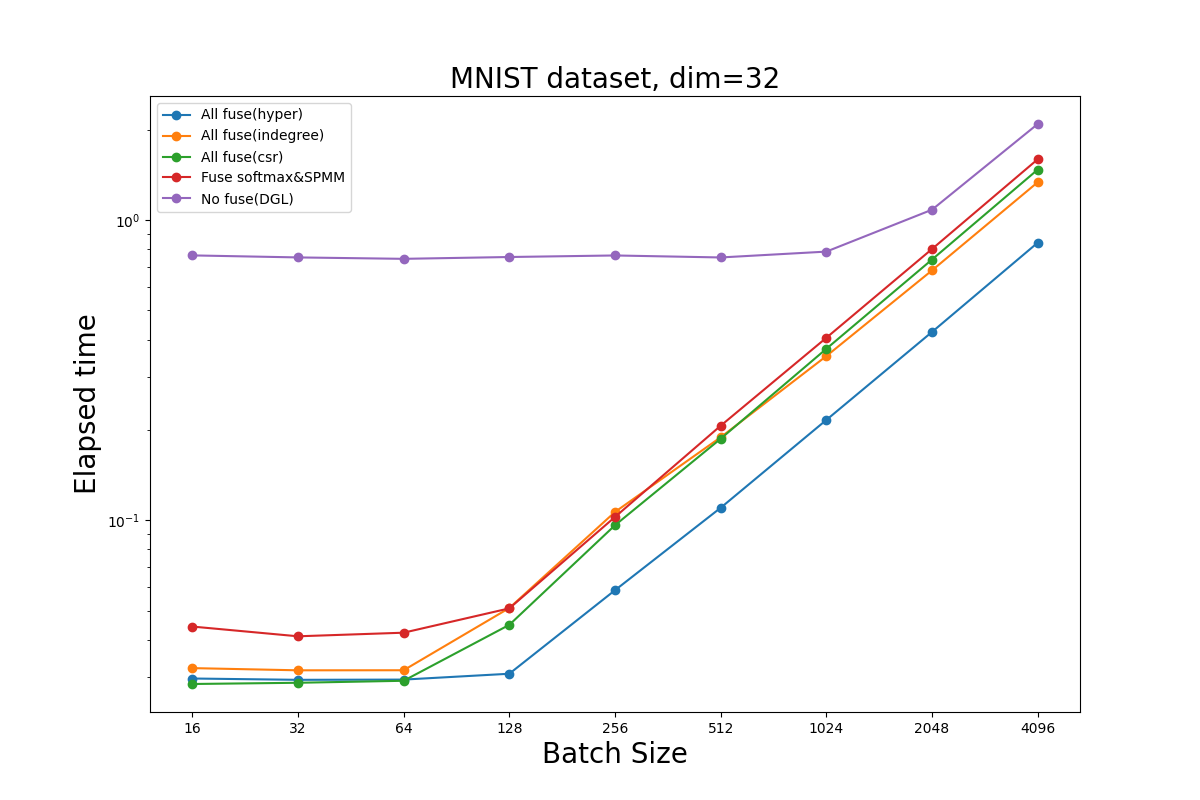 MNIST dataset, dim=32
All fuse(hyper)
All fuse(indegree)
All fuse(csr)
Fuse softmax&SPMM
No fuse(DGL)
Elapsed time
10⁰
10⁻¹
16 32 64 128 256 512 1024 2048 4096
Batch Size